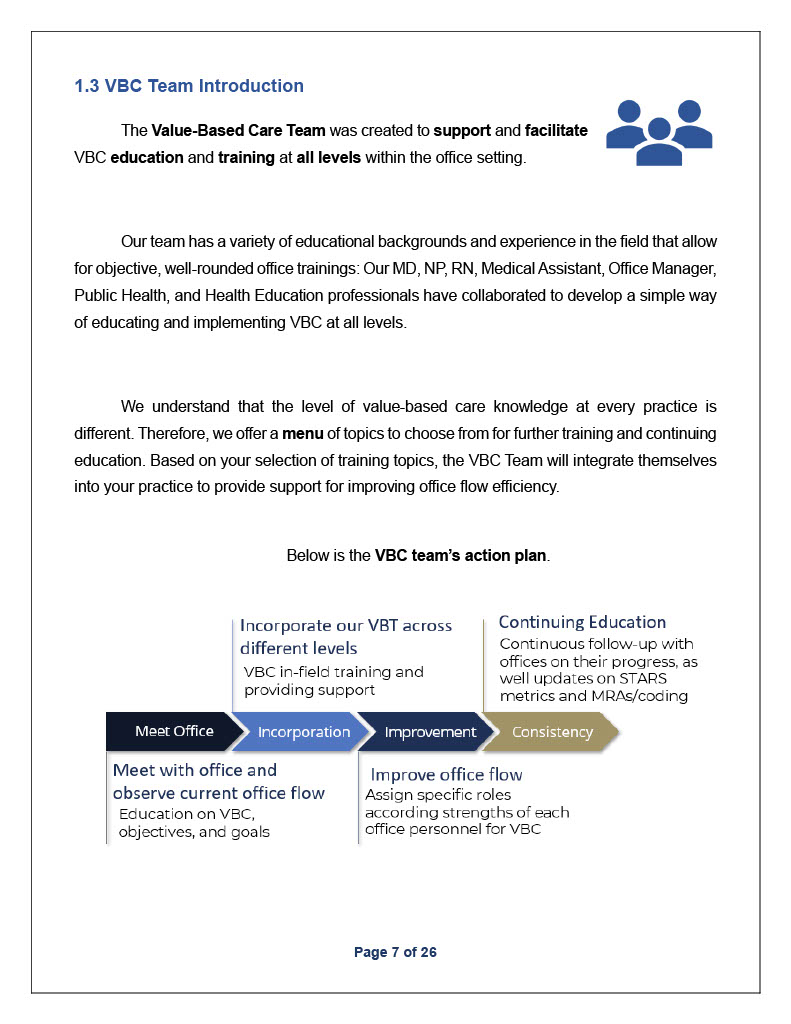 1.3 VBC Team Introduction
The Value-Based Care Team was created to support and facilitate
VBC education and training at all levels within the office setting.
Our team has a variety of educational backgrounds and experience in the field that allow
for objective, well-rounded office trainings: Our MD, NP, RN, Medical Assistant, Office Manager,
Public Health, and Health Education professionals have collaborated to develop a simple way
of educating and implementing VBC at all levels.
We understand that the level of value-based care knowledge at every practice is
different. Therefore, we offer a menu of topics to choose from for further training and continuing
education. Based on your selection of training topics, the VBC Team will integrate themselves
into your practice to provide support for improving office flow efficiency.
Below is the VBC team’s action plan.
Incorporate our VBT across
different levels
VBC in-field training and
providing support
Continuing Education
Continuous follow-up with
offices on their progress, as
well updates on STARS
metrics and MRAs/coding
Meet Office
Incorporation
Improvement
Consistency
Meet with office and
observe current office flow
Education on VBC,
objectives, and goals
Improve office flow
Assign specific roles
according strengths of each
office personnel for VBC
Page 7 of 26